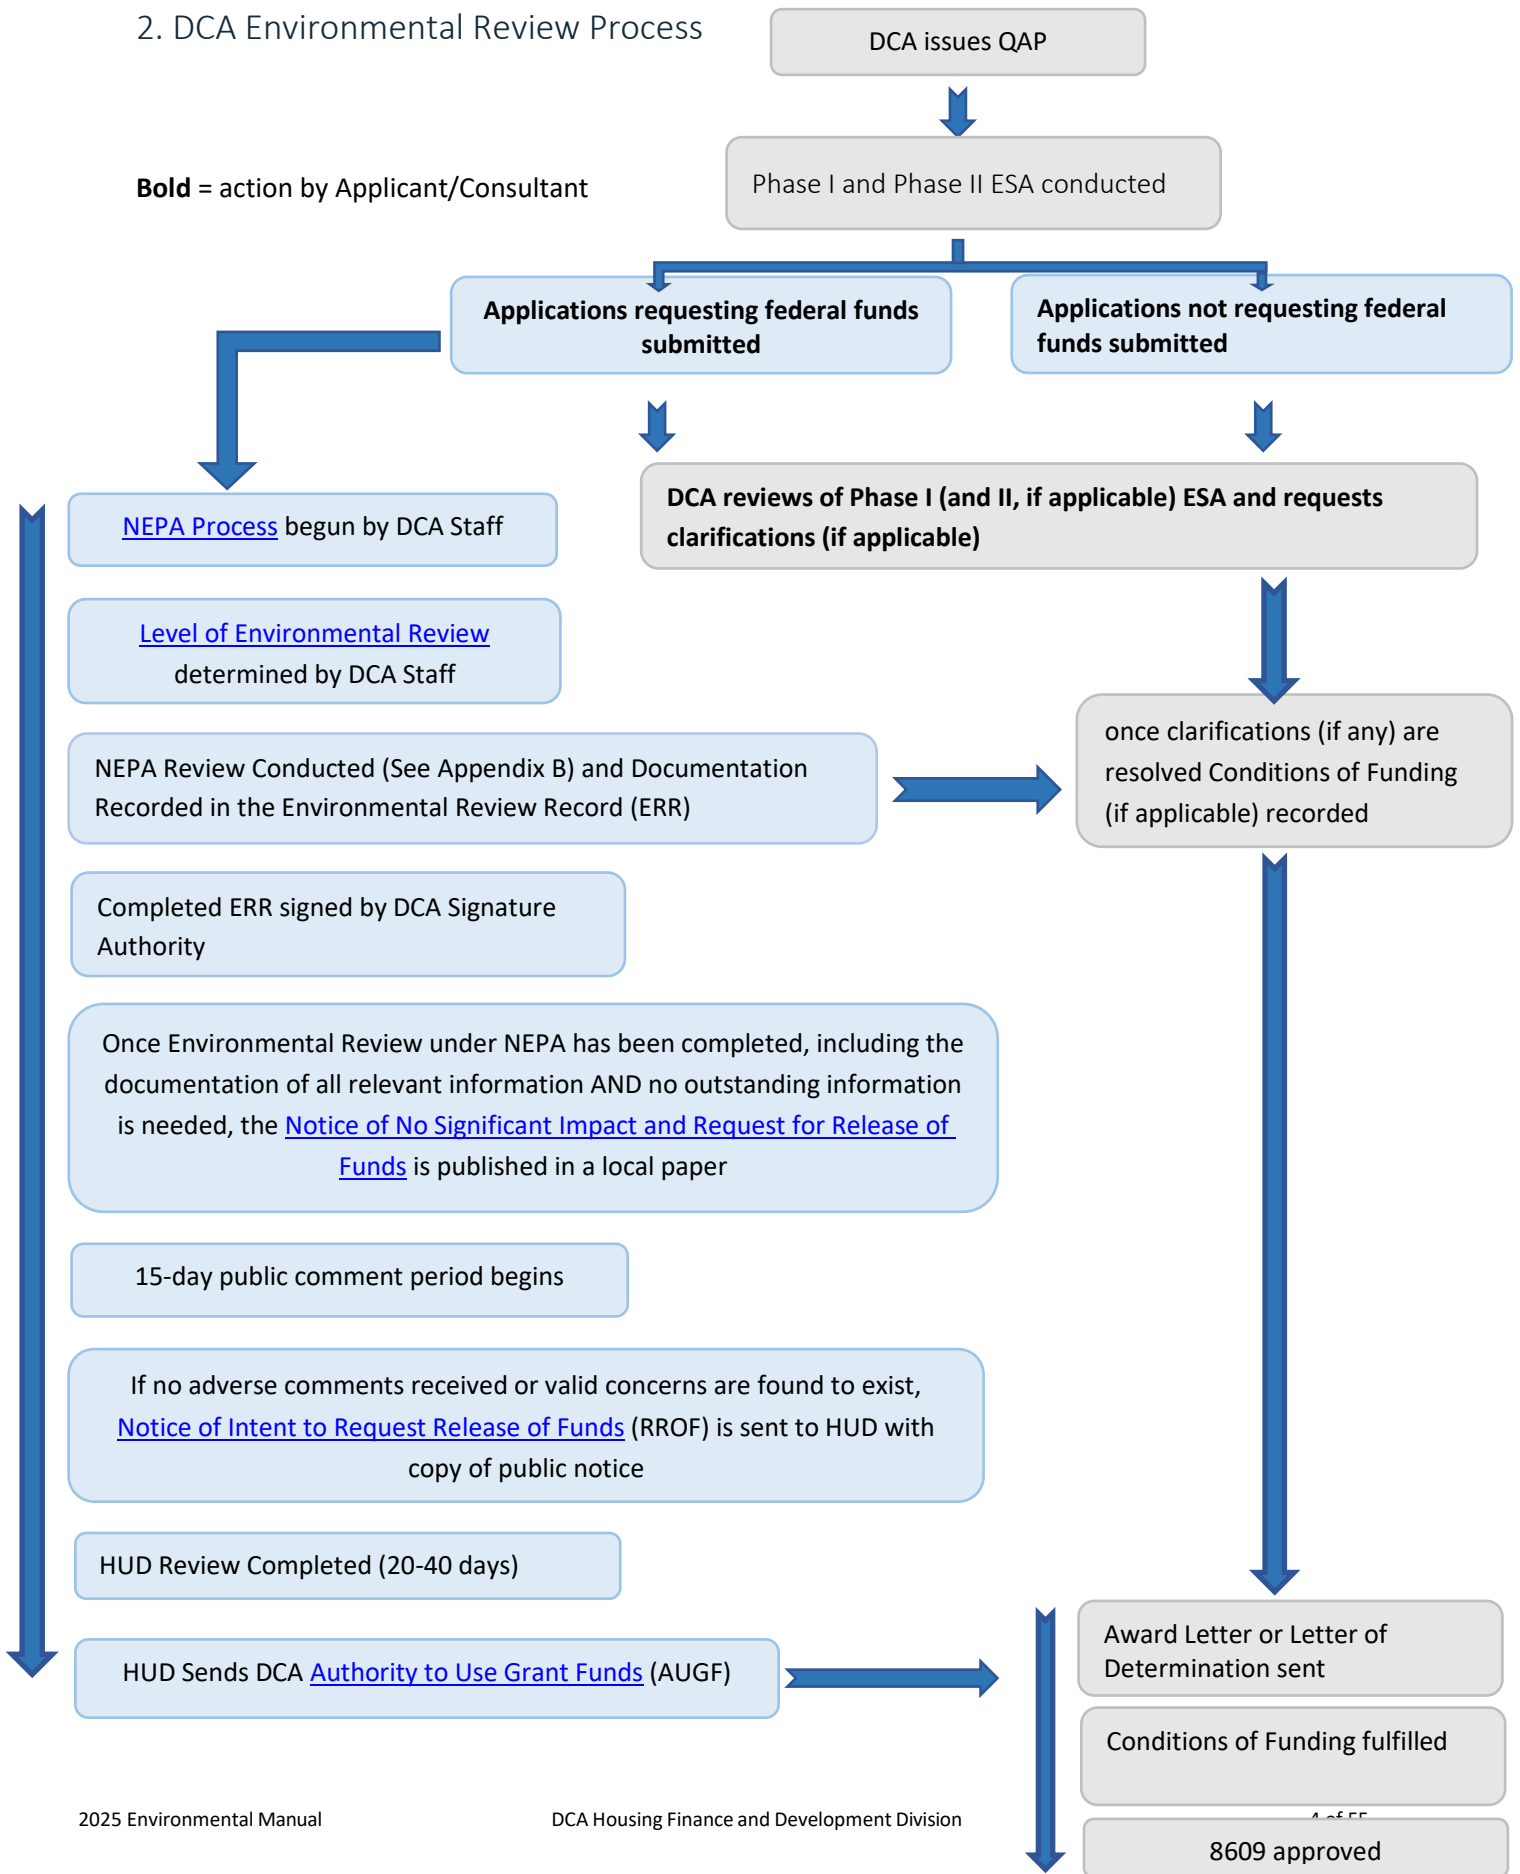 2. DCA Environmental Review Process
DCA issues QAP
Bold = action by Applicant/Consultant
Phase I and Phase II ESA conducted
Applications requesting federal funds
submitted
Applications not requesting federal
funds submitted
DCA reviews of Phase I (and II, if applicable) ESA and requests
clarifications (if applicable)
NEPA Process begun by DCA Staff
Level of Environmental Review
determined by DCA Staff
NEPA Review Conducted (See Appendix B) and Documentation
Recorded in the Environmental Review Record (ERR)
once clarifications (if any) are
resolved Conditions of Funding
(if applicable) recorded
Completed ERR signed by DCA Signature
Authority
Once Environmental Review under NEPA has been completed, including the
documentation of all relevant information AND no outstanding information
is needed, the Notice of No Significant Impact and Request for Release of
Funds is published in a local paper
15-day public comment period begins
If no adverse comments received or valid concerns are found to exist,
Notice of Intent to Request Release of Funds (RROF) is sent to HUD with
copy of public notice
HUD Review Completed (20-40 days)
HUD Sends DCA Authority to Use Grant Funds (AUGF)
Award Letter or Letter of
Determination sent
Conditions of Funding fulfilled
8609 approved
2025 Environmental Manual
DCA Housing Finance and Development Division
4 of 55